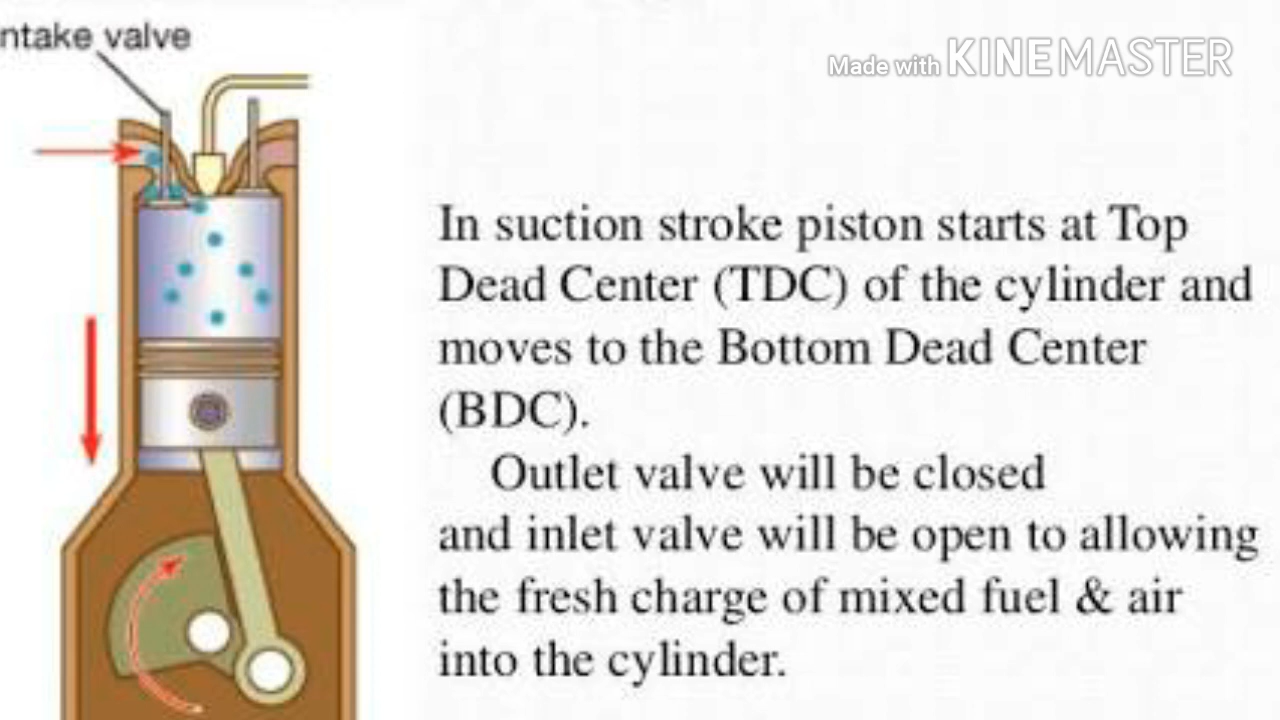 ntake valve
Made with KINEMASTER
In suction stroke piston starts at Top
Dead Center (TDC) of the cylinder and
moves to the Bottom Dead Center
(BDC).
Outlet valve will be closed
and inlet valve will be open to allowing
the fresh charge of mixed fuel & air
into the cylinder.